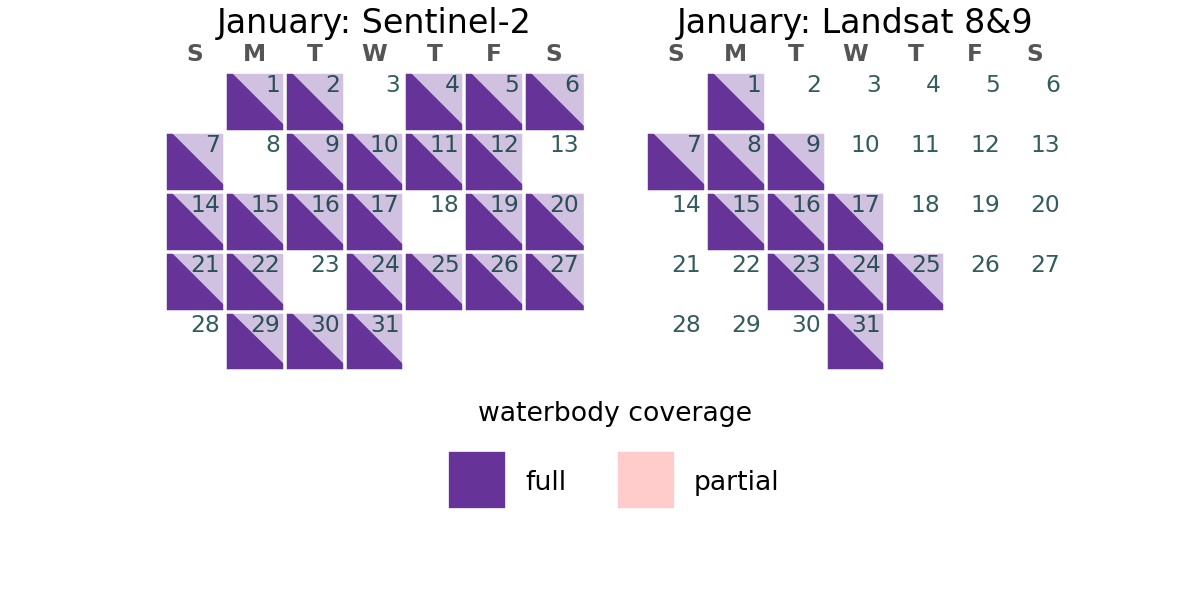 January: Sentinel-2
S M T W T F S
1 2 3 4 5 6
7 8 9 10 11 12 13
14 15 16 17 18 19 20
21 22 23 24 25 26 27
28 29 30 31
January: Landsat 8&9
S M T W T F S
1 2 3 4 5 6
7 8 9 10 11 12 13
14 15 16 17 18 19 20
21 22 23 24 25 26 27
28 29 30 31
waterbody coverage
full partial